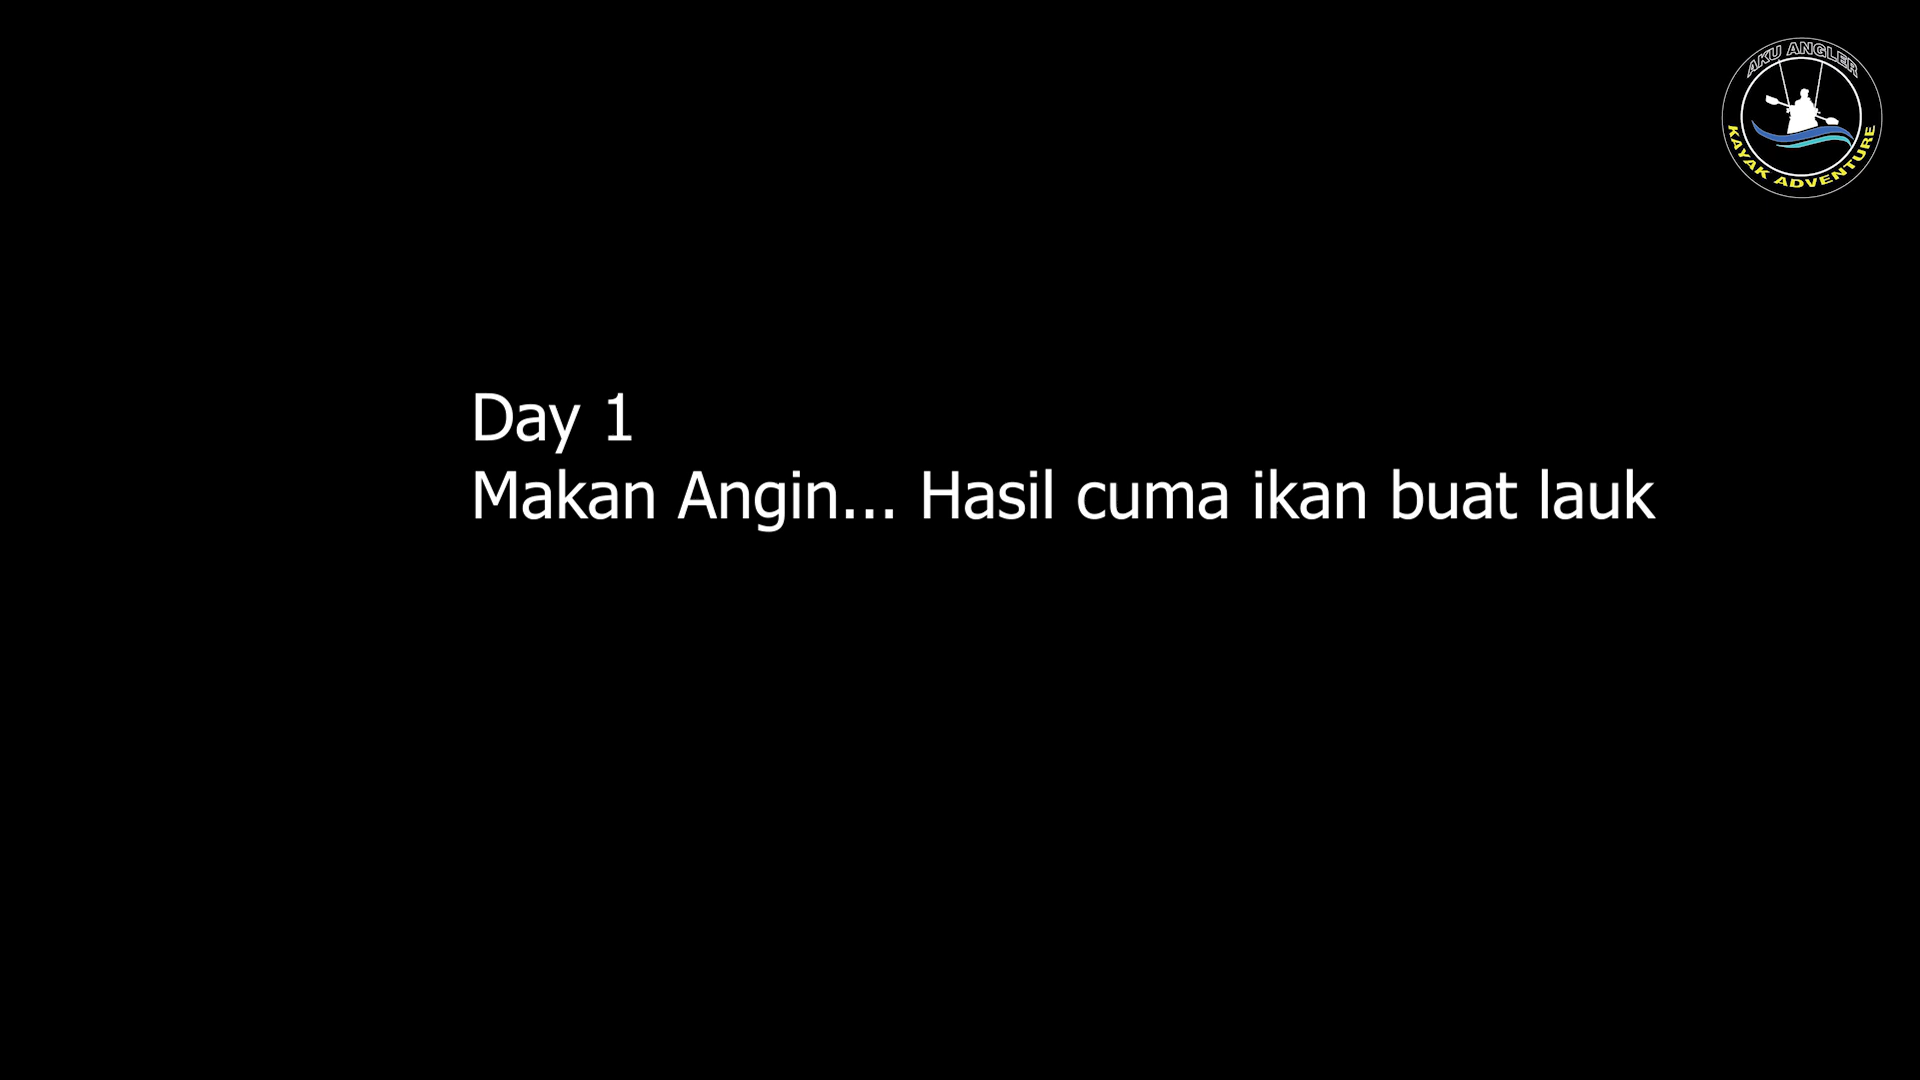 AKU ANGLER
KAYAK ADVENTURE
Day 1
Makan Angin... Hasil cuma ikan buat lauk